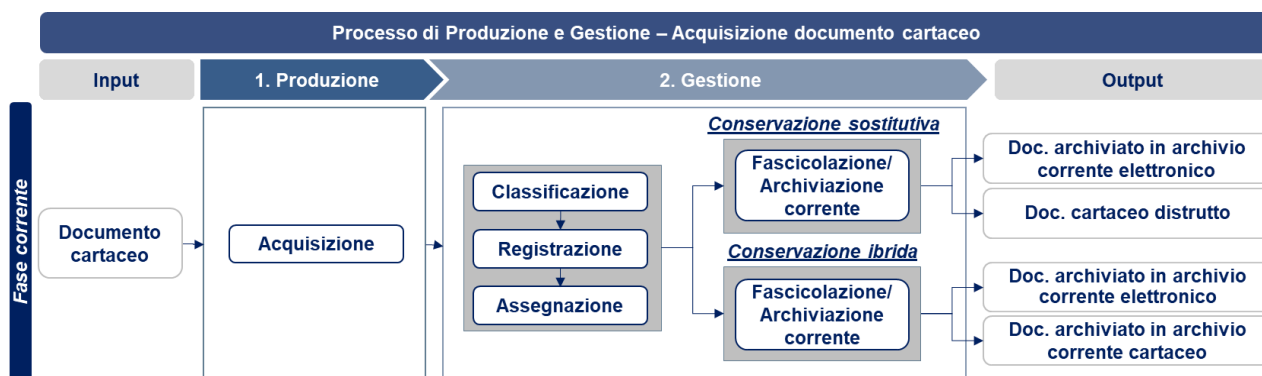 Processo di Produzione e Gestione – Acquisizione documento cartaceo
Input
1. Produzione
2. Gestione
Output
Fase corrente
Documento
cartaceo
Acquisizione
Classificazione
Registrazione
Assegnazione
Conservazione sostitutiva
Fascicolazione/
Archiviazione
corrente
Conservazione ibrida
Fascicolazione/
Archiviazione
corrente
Doc. archiviato in archivio
corrente elettronico
Doc. cartaceo distrutto
Doc. archiviato in archivio
corrente elettronico
Doc. archiviato in archivio
corrente cartaceo